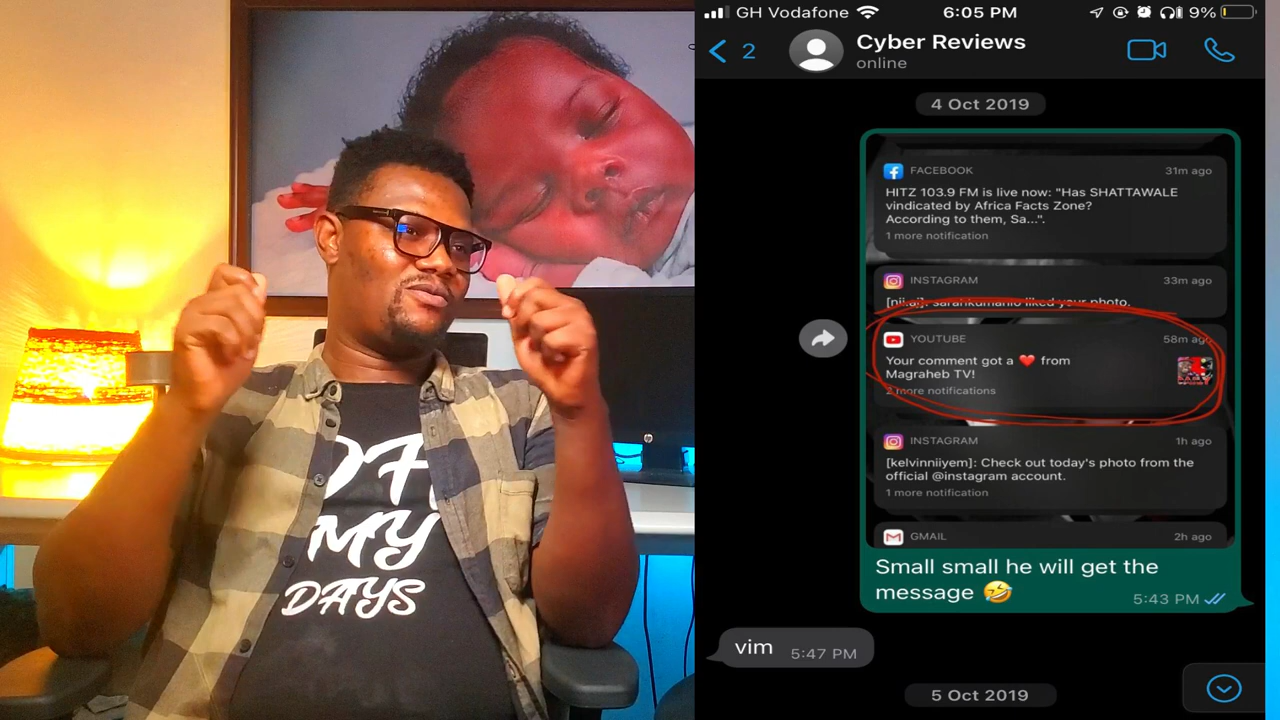 OH
MY
DAYS
GH Vodafone
6:05 PM
9%
2
Cyber Reviews
online
4 Oct 2019
FACEBOOK
31m ago
HITZ 103.9 FM is live now: "Has SHATTAWALE
vindicated by Africa Facts Zone?
According to them, Sa...".
1 more notification
INSTAGRAM
33m ago
liked your photo.
YOUTUBE
58m ago
Your comment got a ❤️ from
Magraheb TV!
2 more notifications
INSTAGRAM
1h ago
[kelvinniiyem]: Check out today's photo from the
official @instagram account.
1 more notification
GMAIL
2h ago
Small small he will get the
message 🤣
5:43 PM
vim
5:47 PM
5 Oct 2019